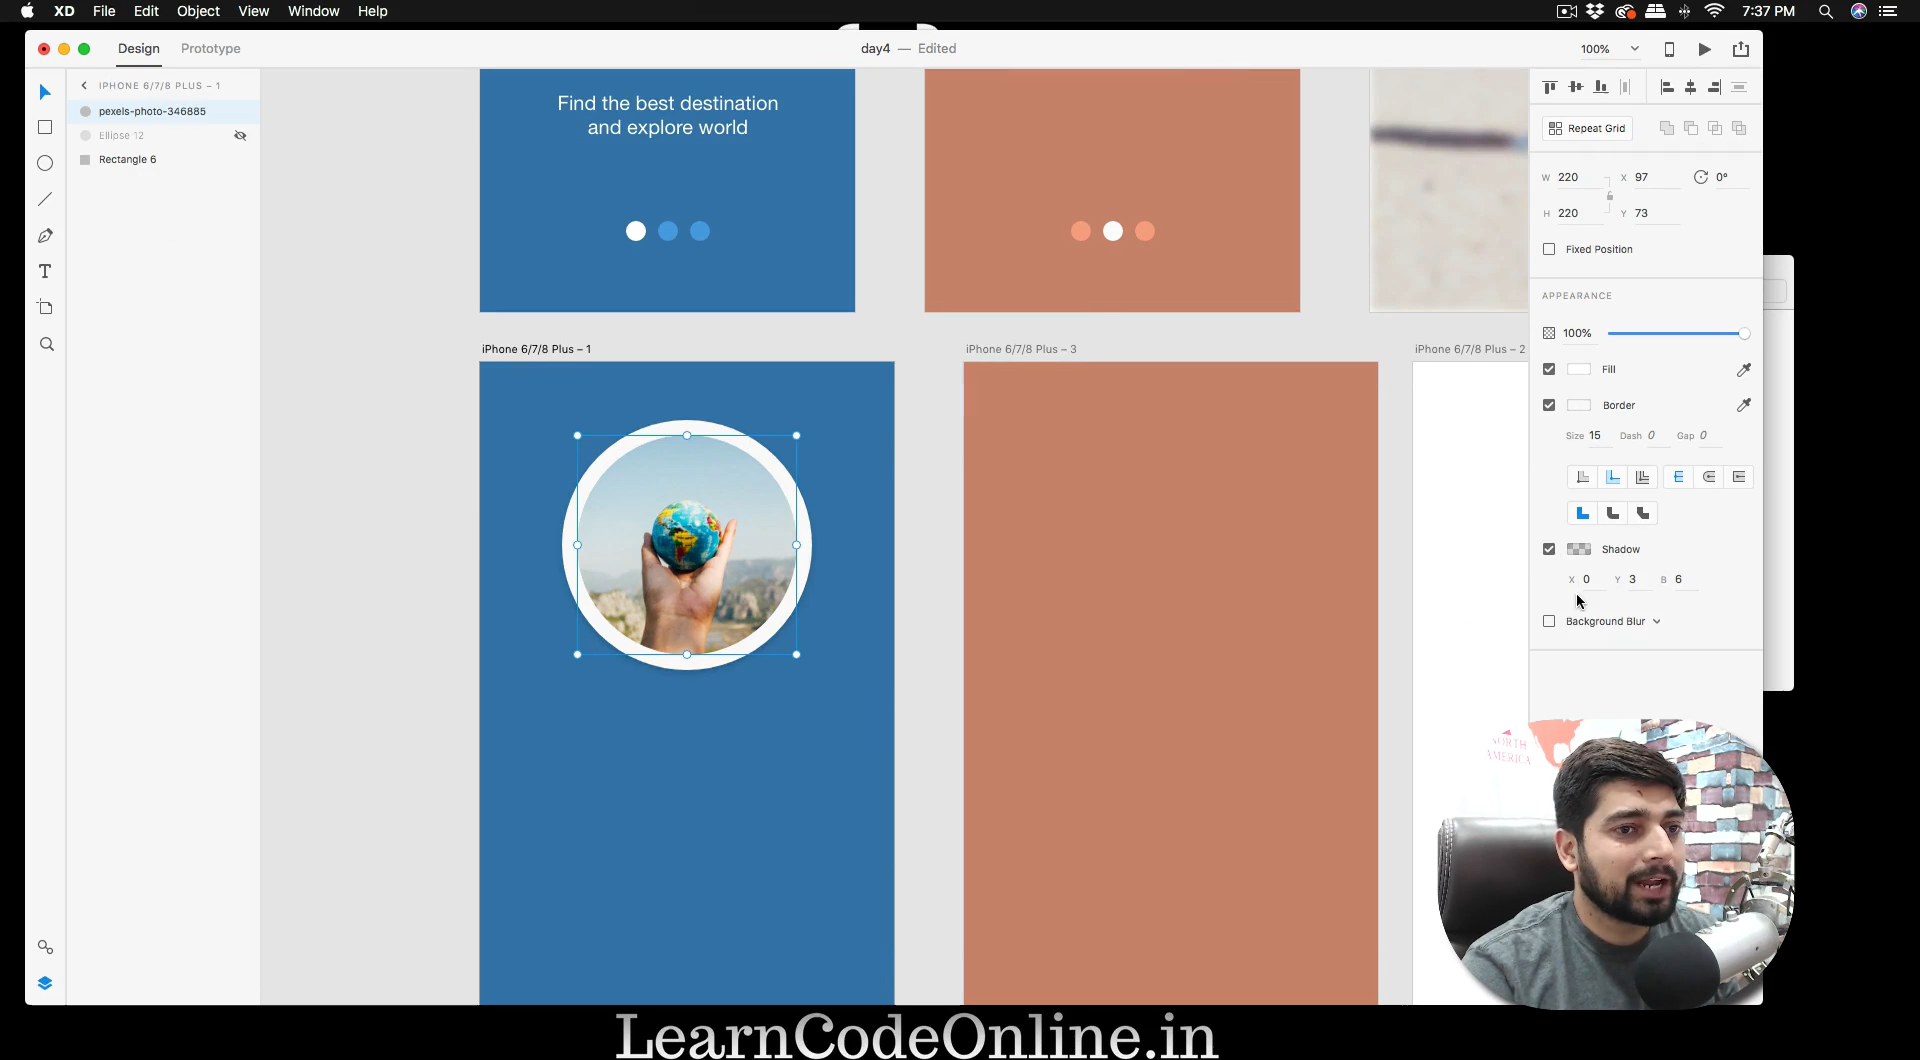 XD File Edit Object View Window Help
7:37 PM
Design Prototype
day4 — Edited
100%
IPHONE 6/7/8 PLUS – 1
pexels-photo-346885
Ellipse 12
Rectangle 6
Find the best destination
and explore world
iPhone 6/7/8 Plus – 1
iPhone 6/7/8 Plus – 3
iPhone 6/7/8 Plus – 2
Repeat Grid
W 220 X 97 0°
H 220 Y 73
Fixed Position
APPEARANCE
100%
Fill
Border
Size 15 Dash 0 Gap 0
Shadow
X 0 Y 3 B 6
Background Blur
NORTH
AMERICA
LearnCodeOnline.in